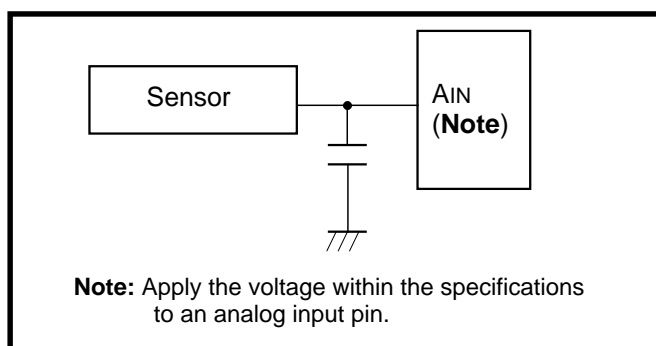 Sensor
AIN
(Note)
Note: Apply the voltage within the specifications
to an analog input pin.